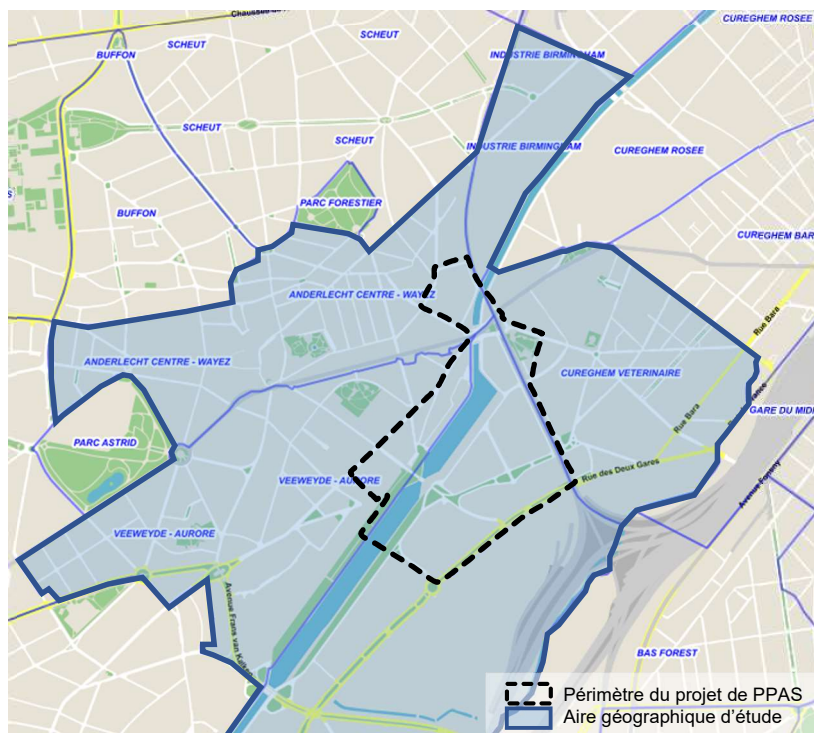 Chaussée de
CUREGHEM ROSEE
SCHEUT
BUFFON
INDUSTRIE BIRMINGHAM
SCHEUT
SCHEUT
INDUSTRIE BIRMINGHAM
CUREGHEM ROSEE
PARC FORESTIER
BUFFON
CUREGHEM BAR
ANDERLECHT CENTRE - WAYEZ
Rue Bara
ANDERLECHT CENTRE - WAYEZ
CUREGHEM VETERINAIRE
GARE DU MIDI
Rue Bara
PARC ASTRID
Rue des Deux Gares
Avenue Fonsny
VEEWEYDE - AURORE
VEEWEYDE - AURORE
Avenue Frans van Kalken
BAS FOREST
Périmètre du projet de PPAS
Aire géographique d'étude